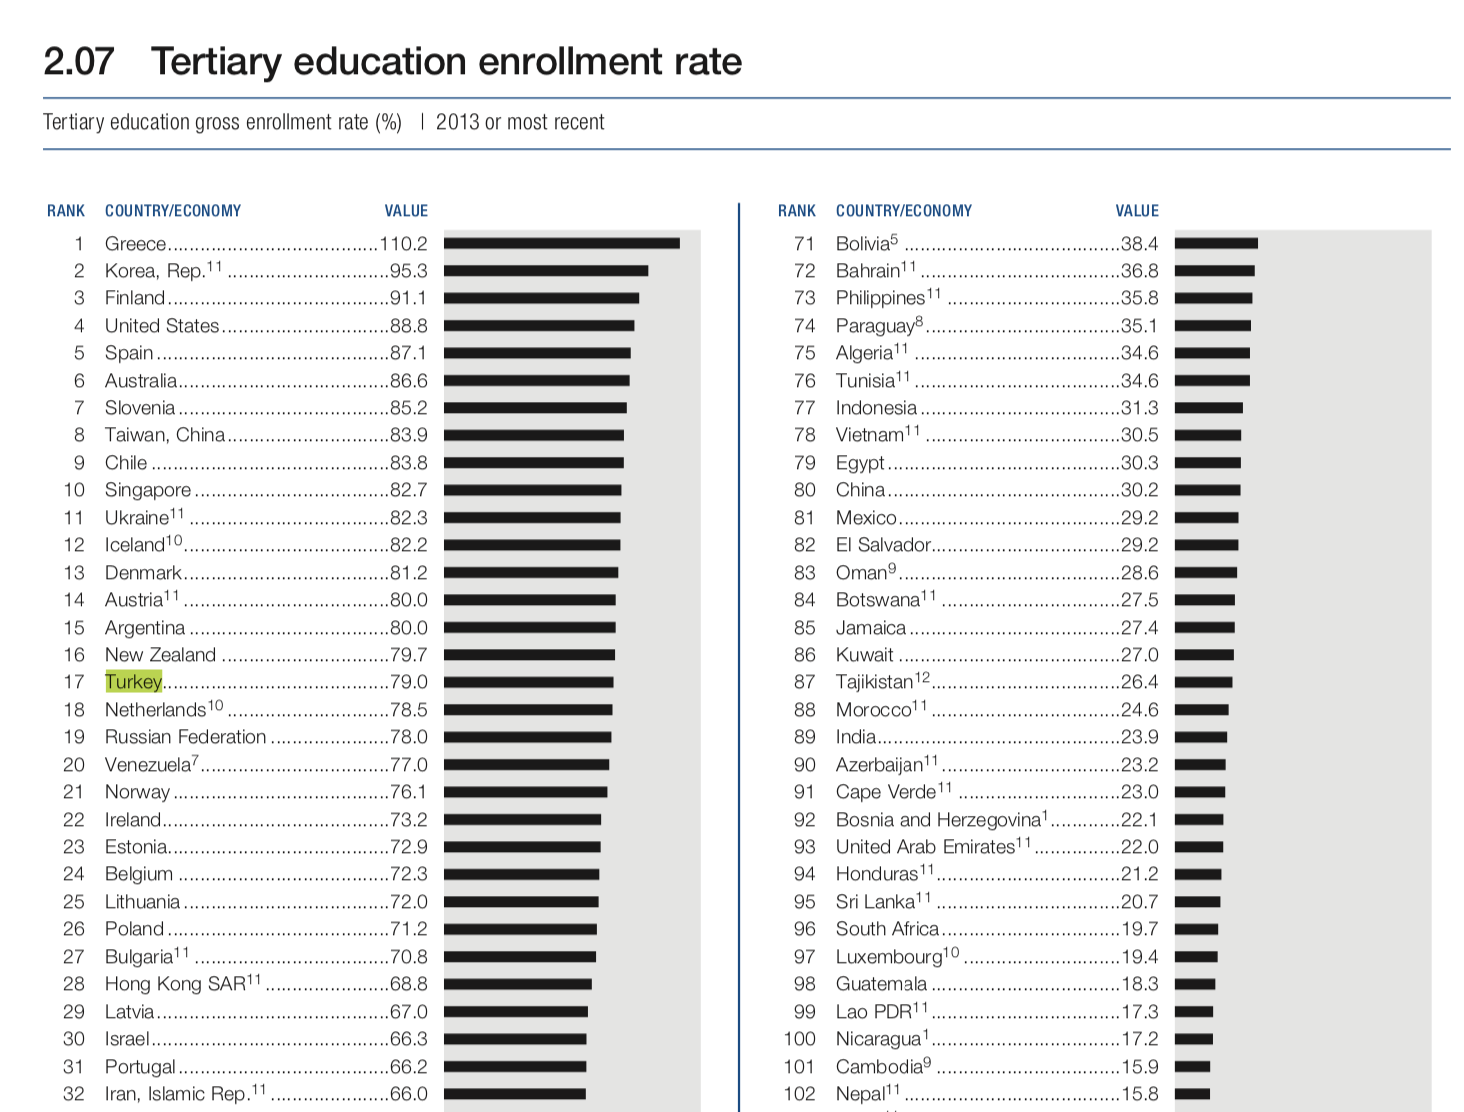 2.07 Tertiary education enrollment rate
Tertiary education gross enrollment rate (%) | 2013 or most recent
RANK COUNTRY/ECONOMY VALUE
1 Greece......................................110.2
2 Korea, Rep.¹¹ .............................95.3
3 Finland........................................91.1
4 United States..............................88.8
5 Spain ..........................................87.1
6 Australia......................................86.6
7 Slovenia ......................................85.2
8 Taiwan, China.............................83.9
9 Chile ...........................................83.8
10 Singapore ...................................82.7
11 Ukraine¹¹ ....................................82.3
12 Iceland¹⁰.....................................82.2
13 Denmark.....................................81.2
14 Austria¹¹ .....................................80.0
15 Argentina ....................................80.0
16 New Zealand ..............................79.7
17 Turkey.........................................79.0
18 Netherlands¹⁰ .............................78.5
19 Russian Federation .....................78.0
20 Venezuela⁷..................................77.0
21 Norway .......................................76.1
22 Ireland.........................................73.2
23 Estonia........................................72.9
24 Belgium ......................................72.3
25 Lithuania .....................................72.0
26 Poland ........................................71.2
27 Bulgaria¹¹ ...................................70.8
28 Hong Kong SAR¹¹ ......................68.8
29 Latvia ..........................................67.0
30 Israel...........................................66.3
31 Portugal ......................................66.2
32 Iran, Islamic Rep.¹¹ .....................66.0
RANK COUNTRY/ECONOMY VALUE
71 Bolivia⁵ .......................................38.4
72 Bahrain¹¹ ....................................36.8
73 Philippines¹¹ ...............................35.8
74 Paraguay⁸...................................35.1
75 Algeria¹¹ .....................................34.6
76 Tunisia¹¹ .....................................34.6
77 Indonesia ....................................31.3
78 Vietnam¹¹ ...................................30.5
79 Egypt ..........................................30.3
80 China ..........................................30.2
81 Mexico ........................................29.2
82 El Salvador..................................29.2
83 Oman⁹........................................28.6
84 Botswana¹¹ ................................27.5
85 Jamaica ......................................27.4
86 Kuwait ........................................27.0
87 Tajikistan¹²..................................26.4
88 Morocco¹¹ ..................................24.6
89 India............................................23.9
90 Azerbaijan¹¹ ................................23.2
91 Cape Verde¹¹ .............................23.0
92 Bosnia and Herzegovina¹.............22.1
93 United Arab Emirates¹¹................22.0
94 Honduras¹¹.................................21.2
95 Sri Lanka¹¹ .................................20.7
96 South Africa.................................19.7
97 Luxembourg¹⁰ ............................19.4
98 Guatemala ..................................18.3
99 Lao PDR¹¹ ..................................17.3
100 Nicaragua¹..................................17.2
101 Cambodia⁹ .................................15.9
102 Nepal¹¹ .......................................15.8